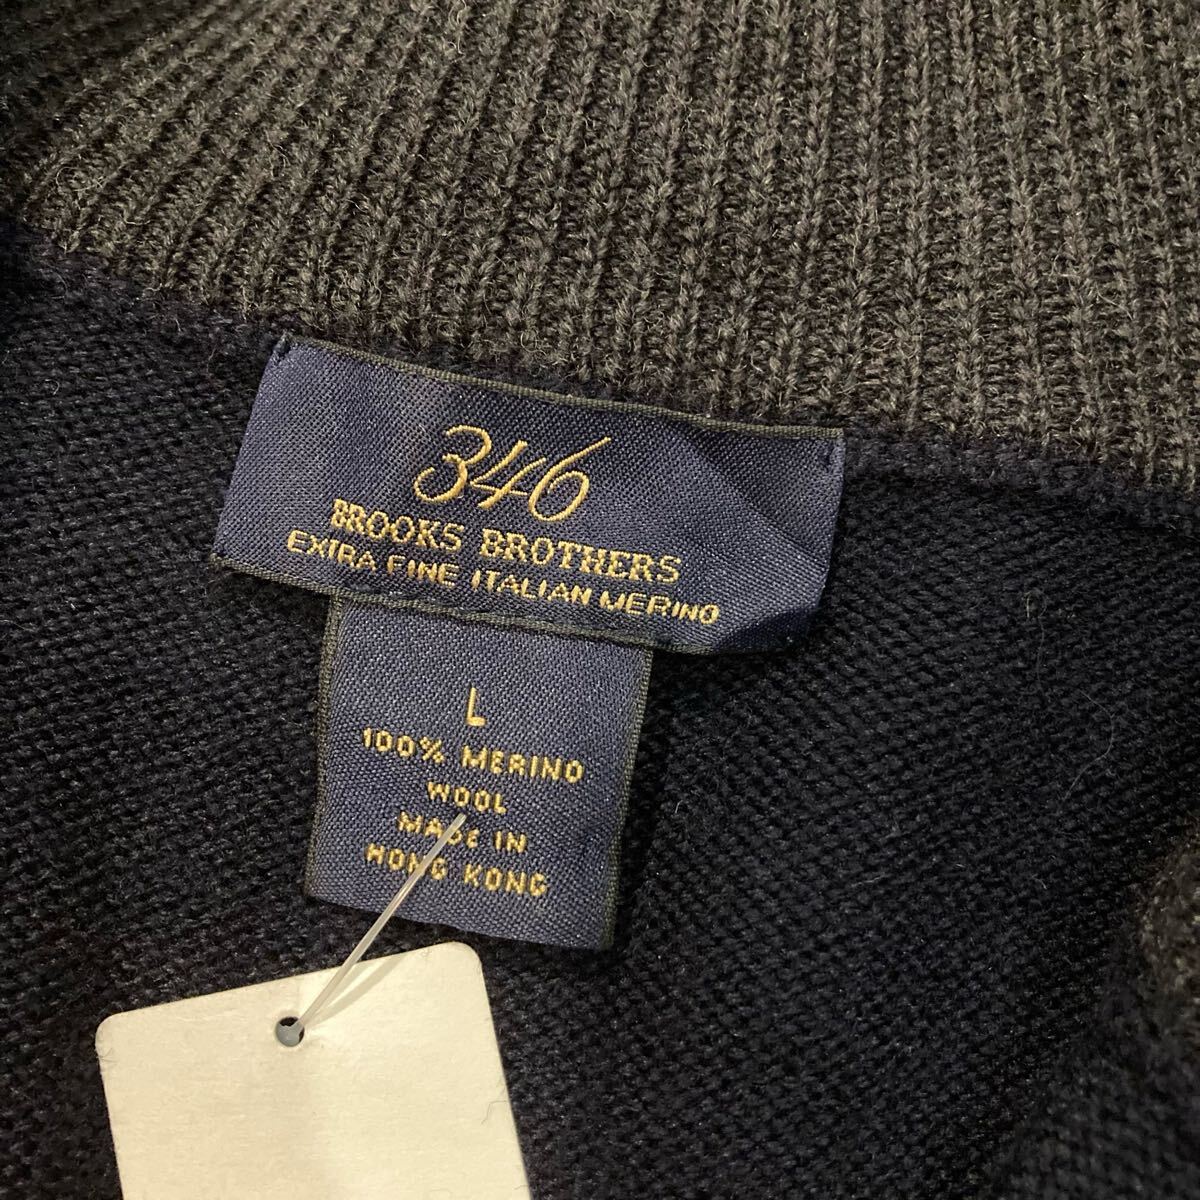 346
BROOKS BROTHERS
EXTRA FINE ITALIAN MERINO
L
100% MERINO
WOOL
MADE IN
HONG KONG